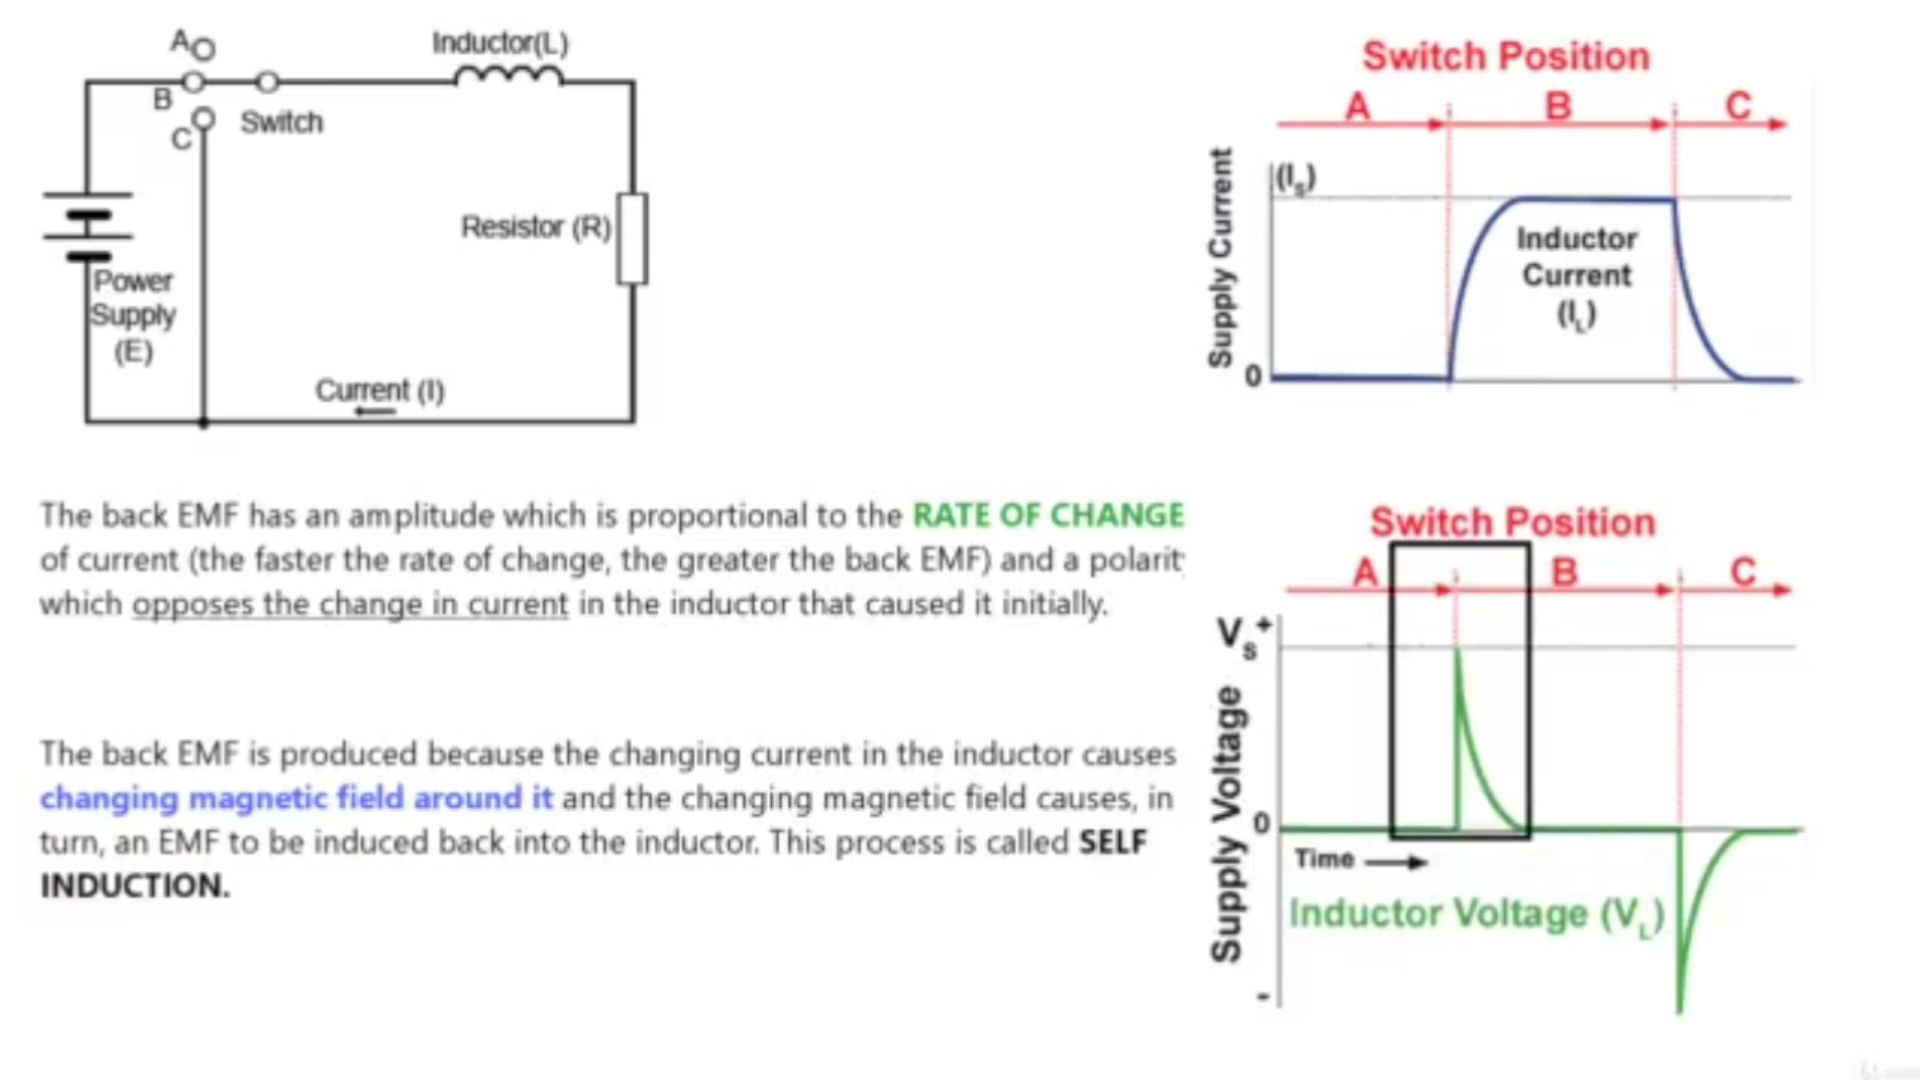 A
Inductor(L)
B
C
Switch
Resistor (R)
Power
Supply
(E)
Current (I)
Switch Position
A B C
Supply Current
(Is)
Inductor
Current
(IL)
0
The back EMF has an amplitude which is proportional to the RATE OF CHANGE
of current (the faster the rate of change, the greater the back EMF) and a polarit
which opposes the change in current in the inductor that caused it initially.
The back EMF is produced because the changing current in the inductor causes
changing magnetic field around it and the changing magnetic field causes, in
turn, an EMF to be induced back into the inductor. This process is called SELF
INDUCTION.
Switch Position
A B C
Vs +
Supply Voltage
0
Time
Inductor Voltage (VL)
-